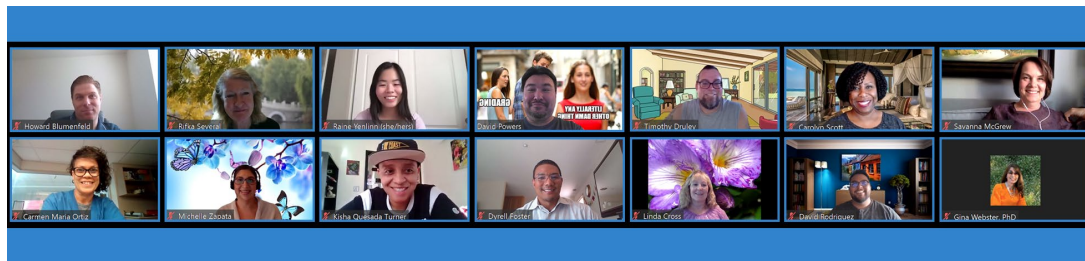 Howard Blumenfeld
Rifka Several
Raine Yenlinn (she/hers)
GRADING
LITERALLY ANY
OTHER DAMN THING
David Powers
Timothy Druley
Carolyn Scott
Savanna McGrew
Carmen Maria Ortiz
Michelle Zapata
Kisha Quesada Turner
Dyrell Foster
Linda Cross
David Rodriguez
Gina Webster, PhD